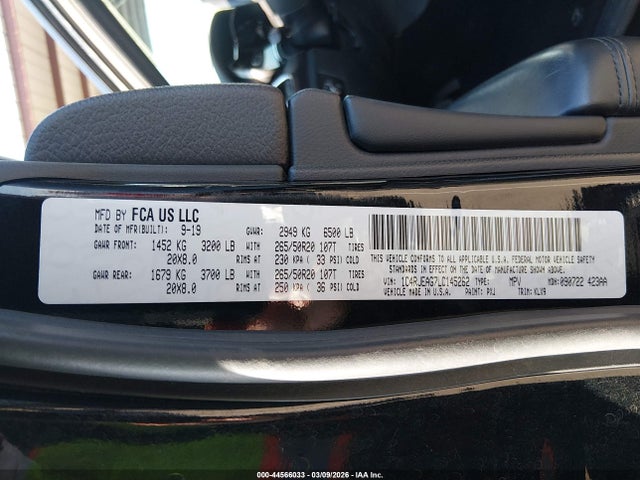 MFD BY FCA US LLC
DATE OF MFR(BUILT): 9-19 GVWR: 2949 KG 6500 LB
GAWR FRONT: 1452 KG 3200 LB WITH 265/50R20 107T TIRES
20X8.0 RIMS AT 230 KPA ( 33 PSI) COLD
GAWR REAR: 1679 KG 3700 LB WITH 265/50R20 107T TIRES
20X8.0 RIMS AT 250 KPA ( 36 PSI) COLD
THIS VEHICLE CONFORMS TO ALL APPLICABLE U.S.A. FEDERAL MOTOR VEHICLE SAFETY
STANDARDS IN EFFECT ON THE DATE OF MANUFACTURE SHOWN ABOVE.
VIN: 1C4RJEAG7LC145262 TYPE: MPV MDH: 090722 423AA
VEHICLE MADE IN U.S.A. PAINT: PXJ TRIM: KLX9
000-44566033 - 03/09/2026 - IAA Inc.